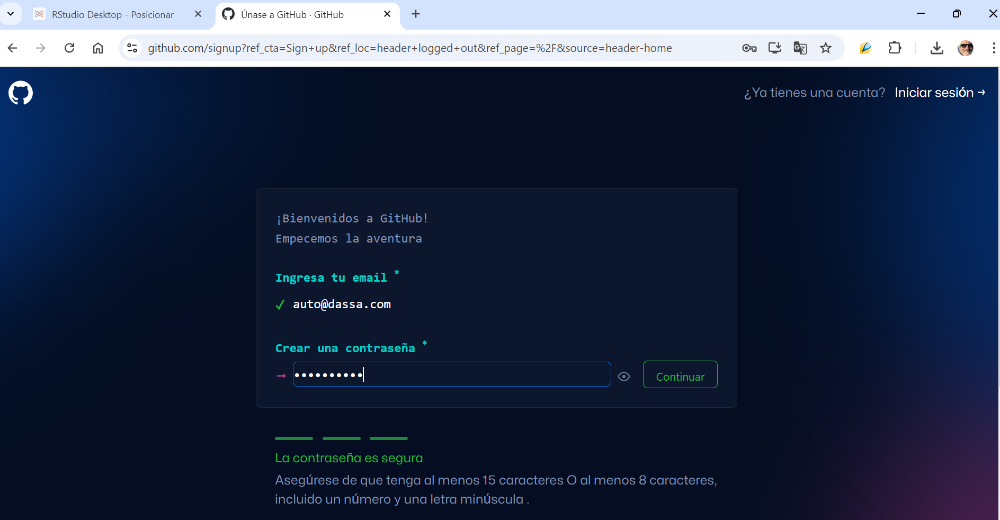 RStudio Desktop - Posicionar
Únase a GitHub · GitHub
github.com/signup?ref_cta=Sign+up&ref_loc=header+logged+out&ref_page=%2F&source=header-home
¿Ya tienes una cuenta? Iniciar sesión →
¡Bienvenidos a GitHub!
Empecemos la aventura
Ingresa tu email *
✓ auto@dassa.com
Crear una contraseña *
→ ••••••••••
Continuar
La contraseña es segura
Asegúrese de que tenga al menos 15 caracteres O al menos 8 caracteres,
incluido un número y una letra minúscula .